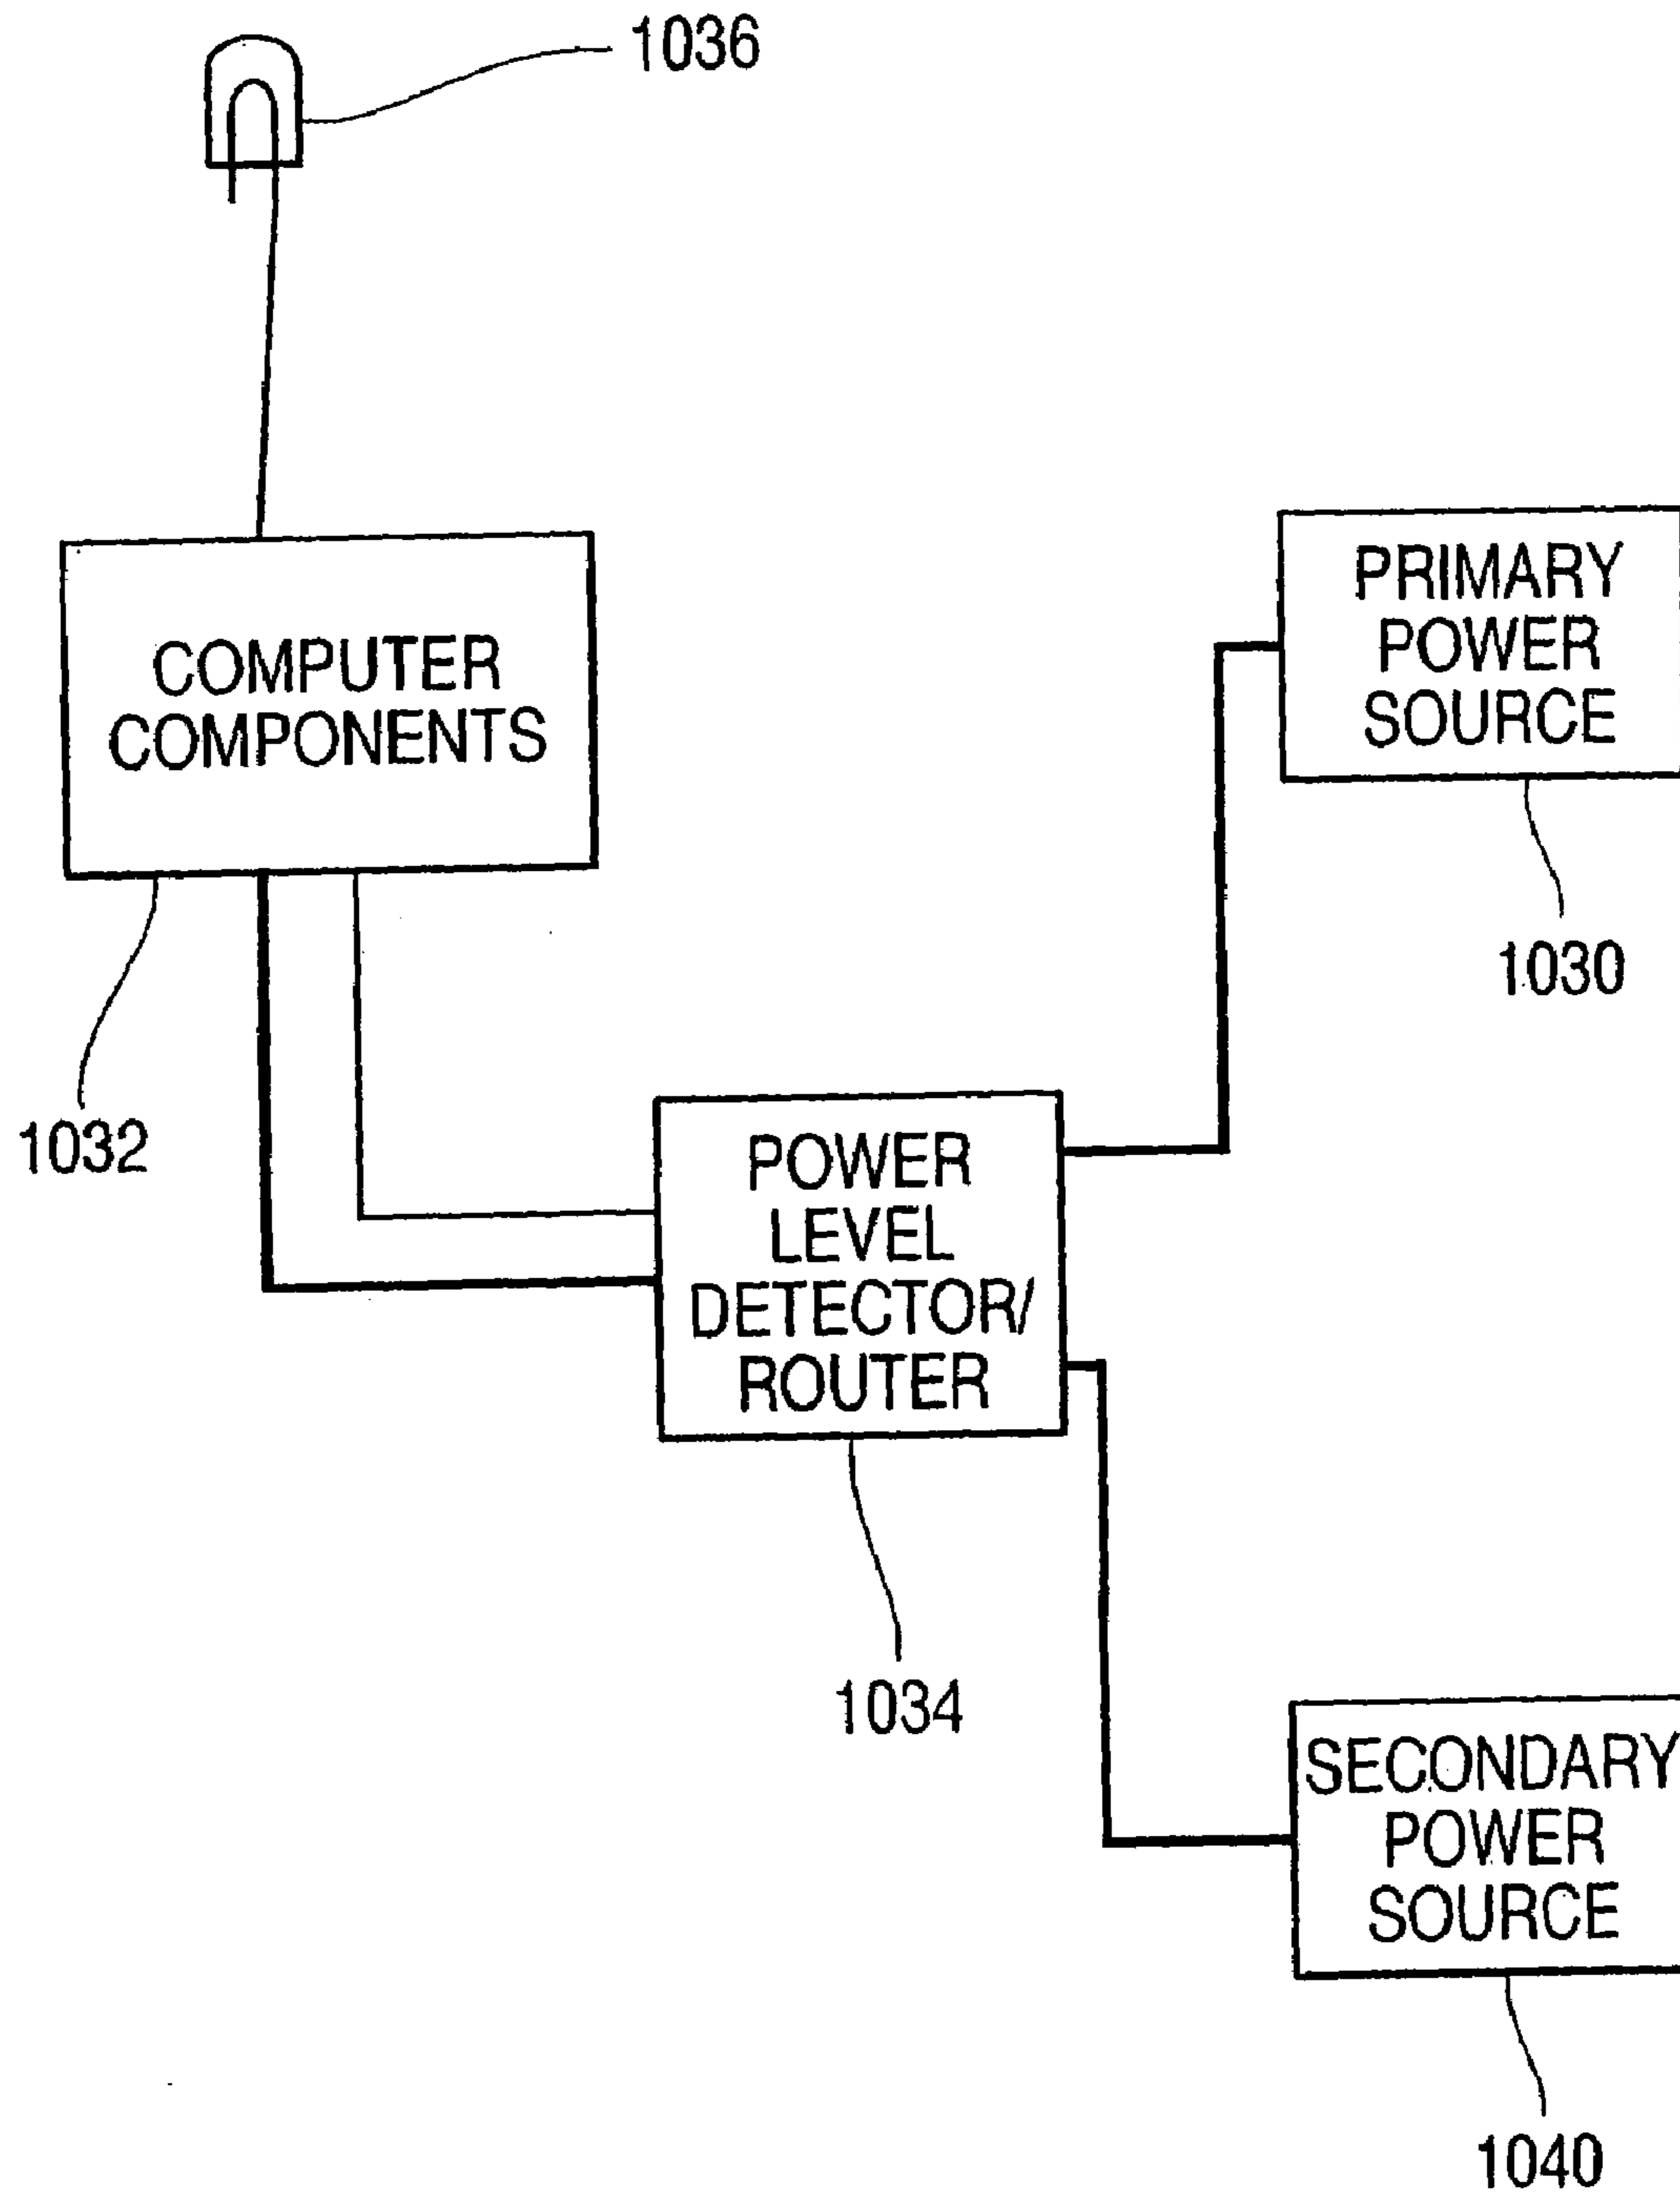 1036
COMPUTER
COMPONENTS
PRIMARY
POWER
SOURCE
1030
1032
POWER
LEVEL
DETECTOR/
ROUTER
1034
SECONDARY
POWER
SOURCE
1040